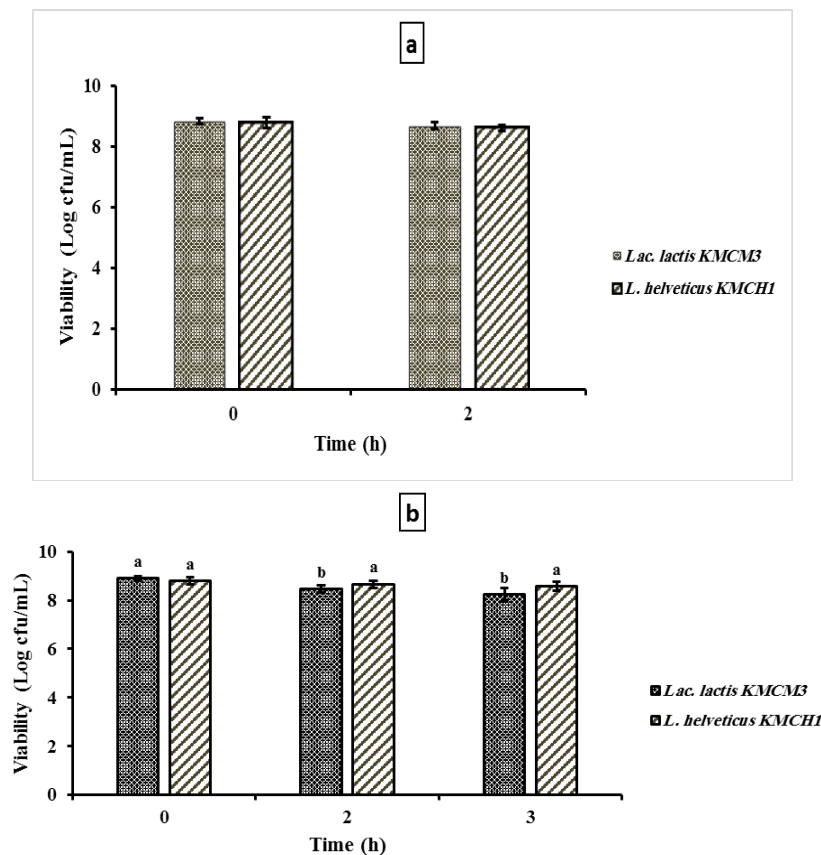 a
10
8
6
4
2
0
Viability (Log cfu/mL)
0 2
Time (h)
Lac. lactis KMCM3
L. helveticus KMCH1
b
10
8
6
4
2
0
Viability (Log cfu/mL)
a a b a b a
0 2 3
Time (h)
Lac. lactis KMCM3
L. helveticus KMCH1